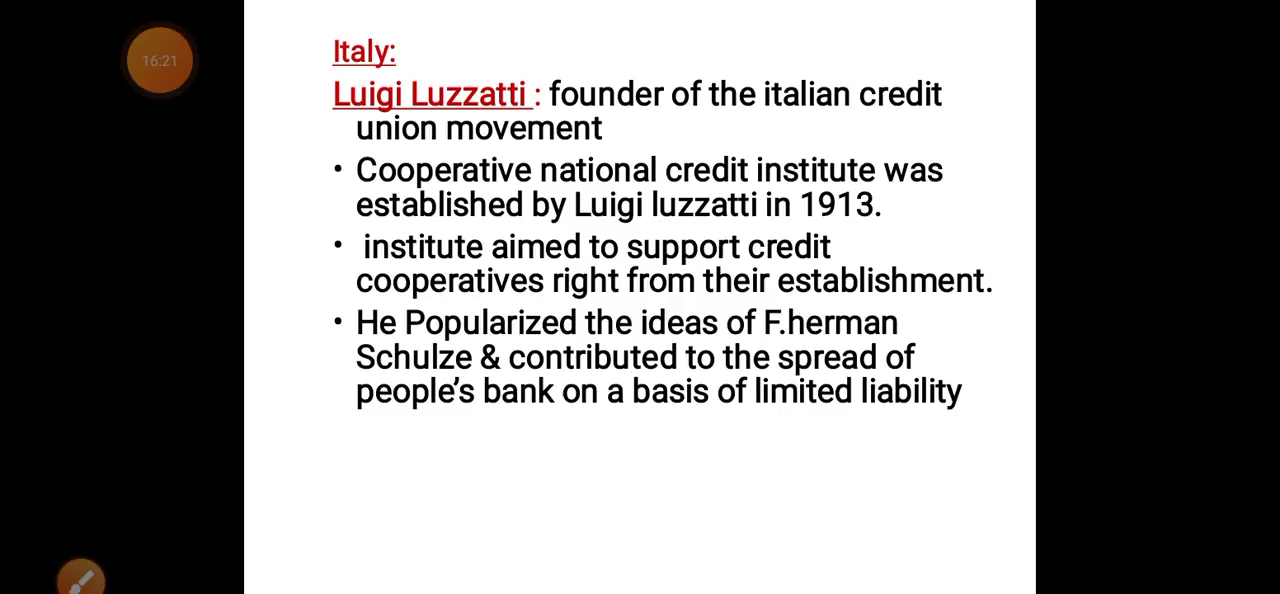 16:21
Italy:
Luigi Luzzatti : founder of the italian credit
union movement
• Cooperative national credit institute was
established by Luigi luzzatti in 1913.
• institute aimed to support credit
cooperatives right from their establishment.
• He Popularized the ideas of F.herman
Schulze & contributed to the spread of
people’s bank on a basis of limited liability